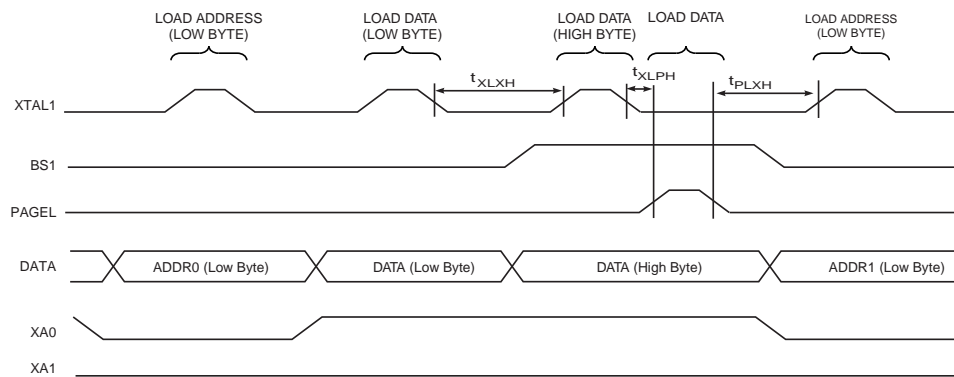 LOAD ADDRESS
(LOW BYTE)
LOAD DATA
(LOW BYTE)
LOAD DATA
(HIGH BYTE)
LOAD DATA
LOAD ADDRESS
(LOW BYTE)
tXLXH
tXLPH
tPLXH
XTAL1
BS1
PAGEL
DATA
ADDR0 (Low Byte)
DATA (Low Byte)
DATA (High Byte)
ADDR1 (Low Byte)
XA0
XA1